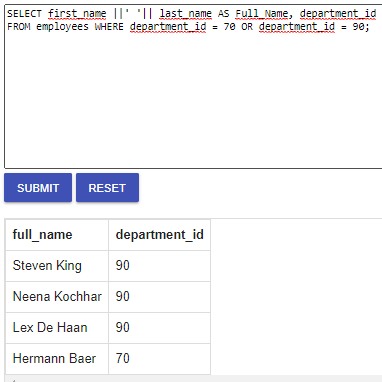 SELECT first_name ||' '|| last_name AS Full_Name, department_id
FROM employees WHERE department_id = 70 OR department_id = 90;
SUBMIT RESET
full_name department_id
Steven King 90
Neena Kochhar 90
Lex De Haan 90
Hermann Baer 70